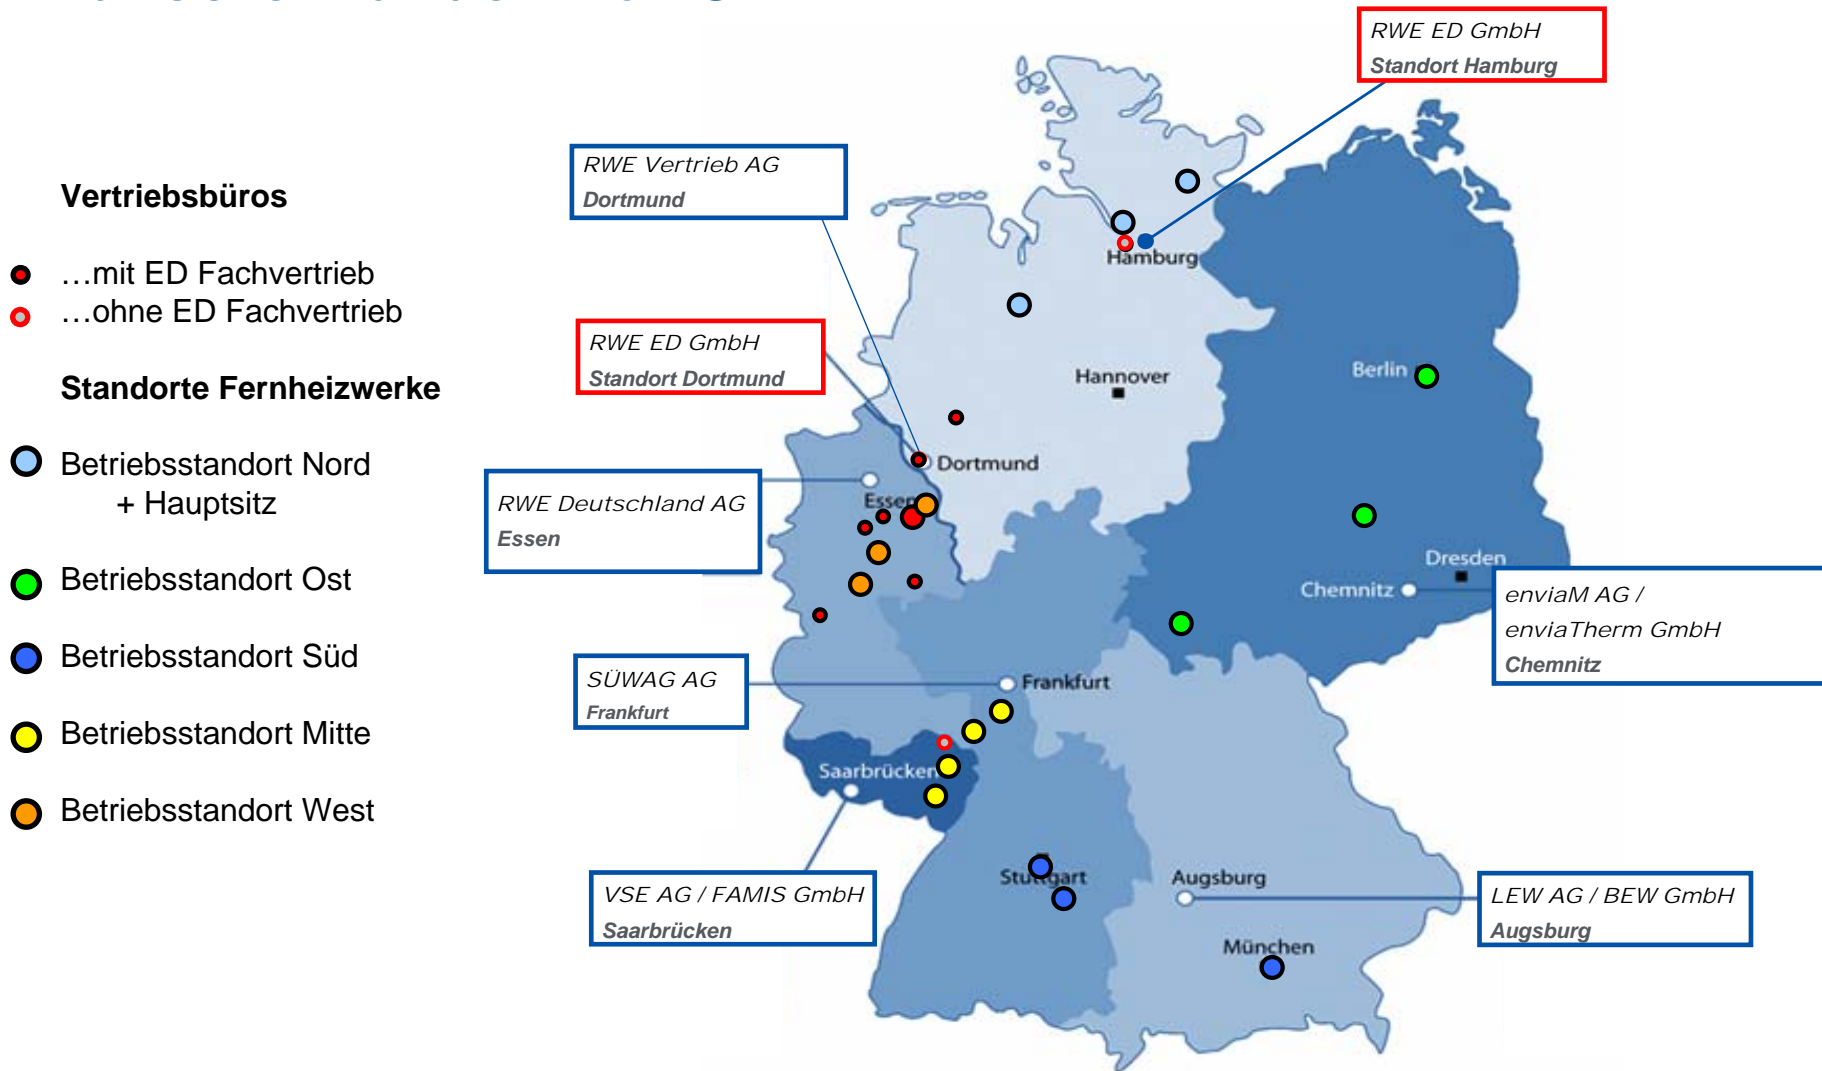 Vertriebsbüros
…mit ED Fachvertrieb
…ohne ED Fachvertrieb
Standorte Fernheizwerke
Betriebsstandort Nord
+ Hauptsitz
Betriebsstandort Ost
Betriebsstandort Süd
Betriebsstandort Mitte
Betriebsstandort West
RWE ED GmbH
Standort Hamburg
RWE Vertrieb AG
Dortmund
RWE ED GmbH
Standort Dortmund
RWE Deutschland AG
Essen
SÜWAG AG
Frankfurt
VSE AG / FAMIS GmbH
Saarbrücken
enviaM AG /
enviaTherm GmbH
Chemnitz
LEW AG / BEW GmbH
Augsburg
Hamburg
Hannover
Berlin
Dortmund
Essen
Dresden
Chemnitz
Frankfurt
Saarbrücken
Stuttgart
Augsburg
München